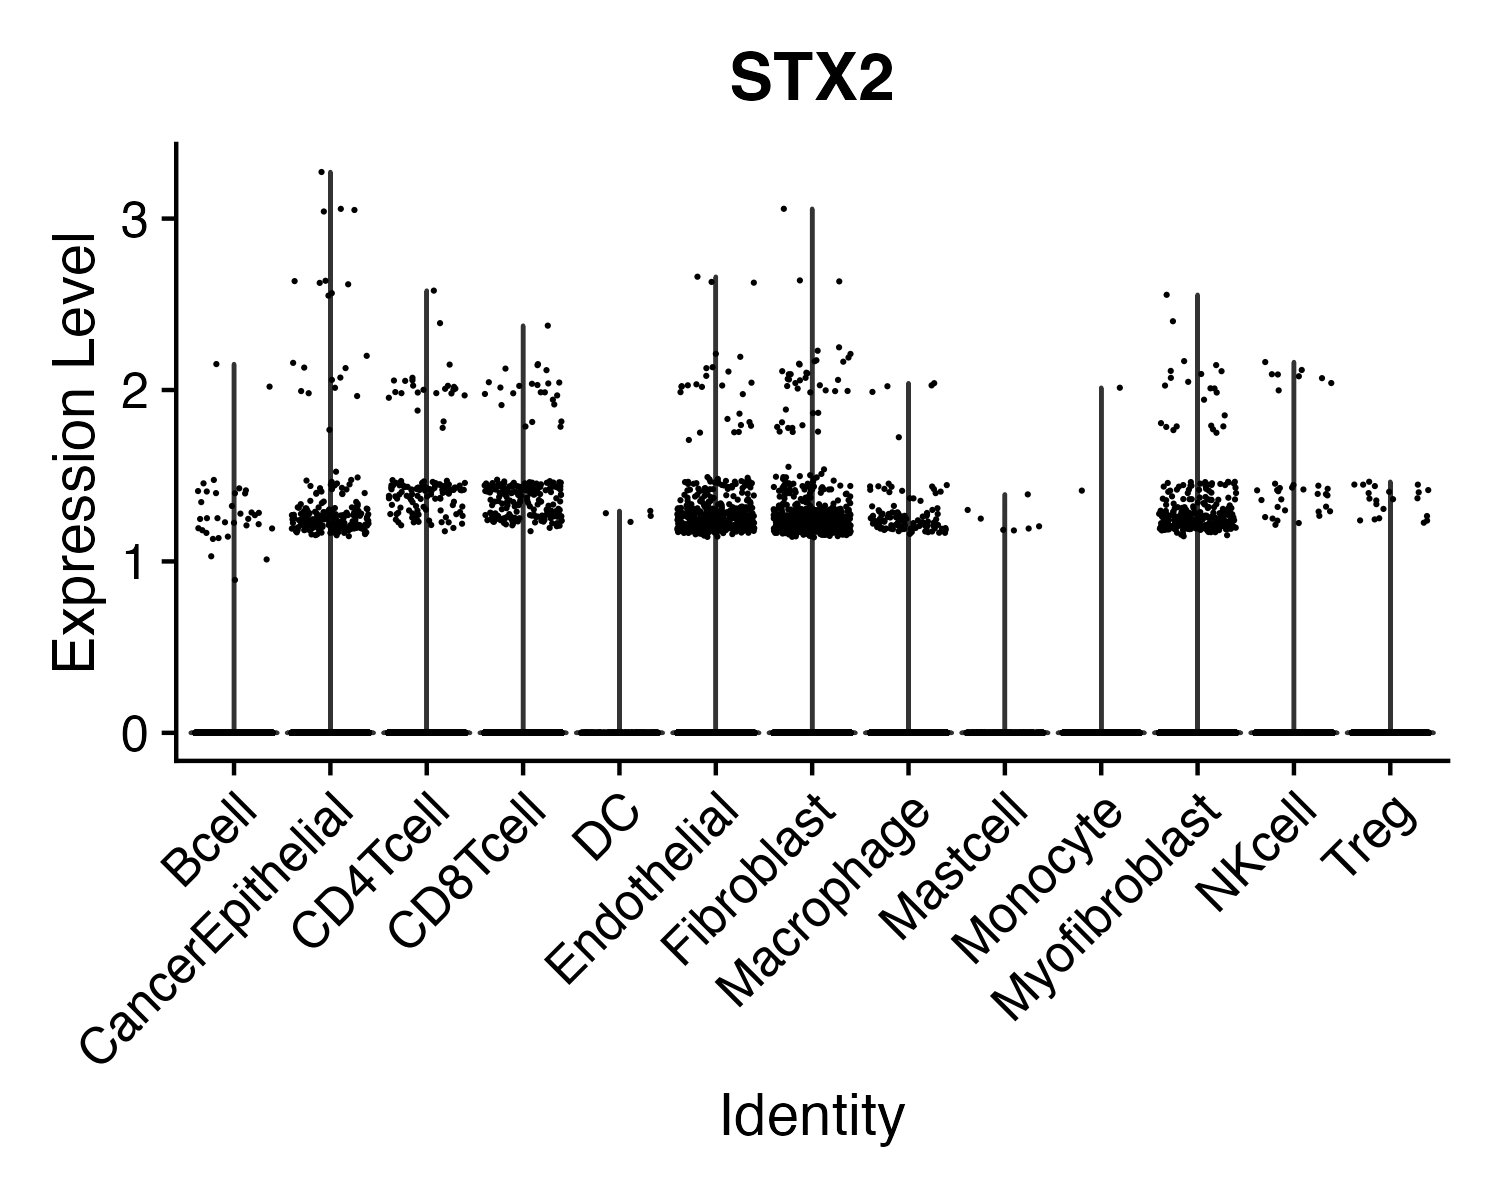 STX2
Expression Level
3
2
1
0
Bcell
CancerEpithelial
CD4Tcell
CD8Tcell
DC
Endothelial
Fibroblast
Macrophage
Mastcell
Monocyte
Myofibroblast
NKcell
Treg
Identity